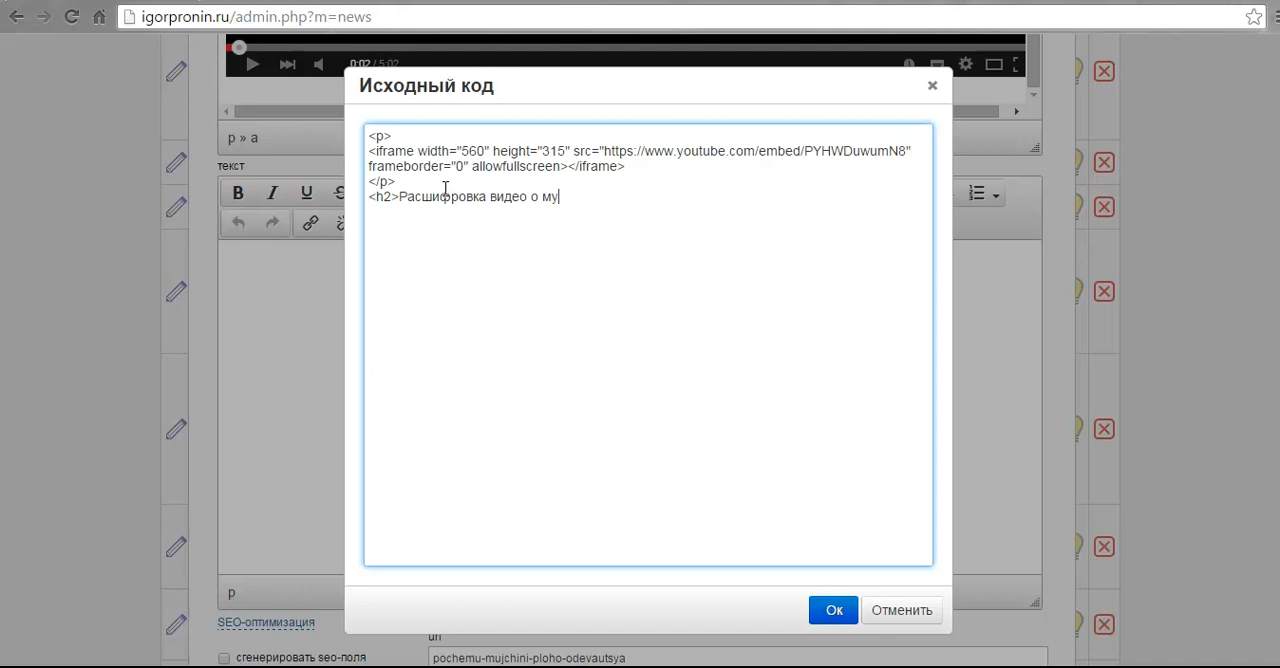 igorpronin.ru/admin.php?m=news
0:02 / 5:02
Исходный код
×
<p>
<iframe width="560" height="315" src="https://www.youtube.com/embed/PYHWDuwumN8"
frameborder="0" allowfullscreen></iframe>
</p>
<h2>Расшифровка видео о му
p » a
текст
B I U S
p
Ок Отменить
SEO-оптимизация
url
сгенерировать seo-поля
pochemu-mujchini-ploho-odevautsya